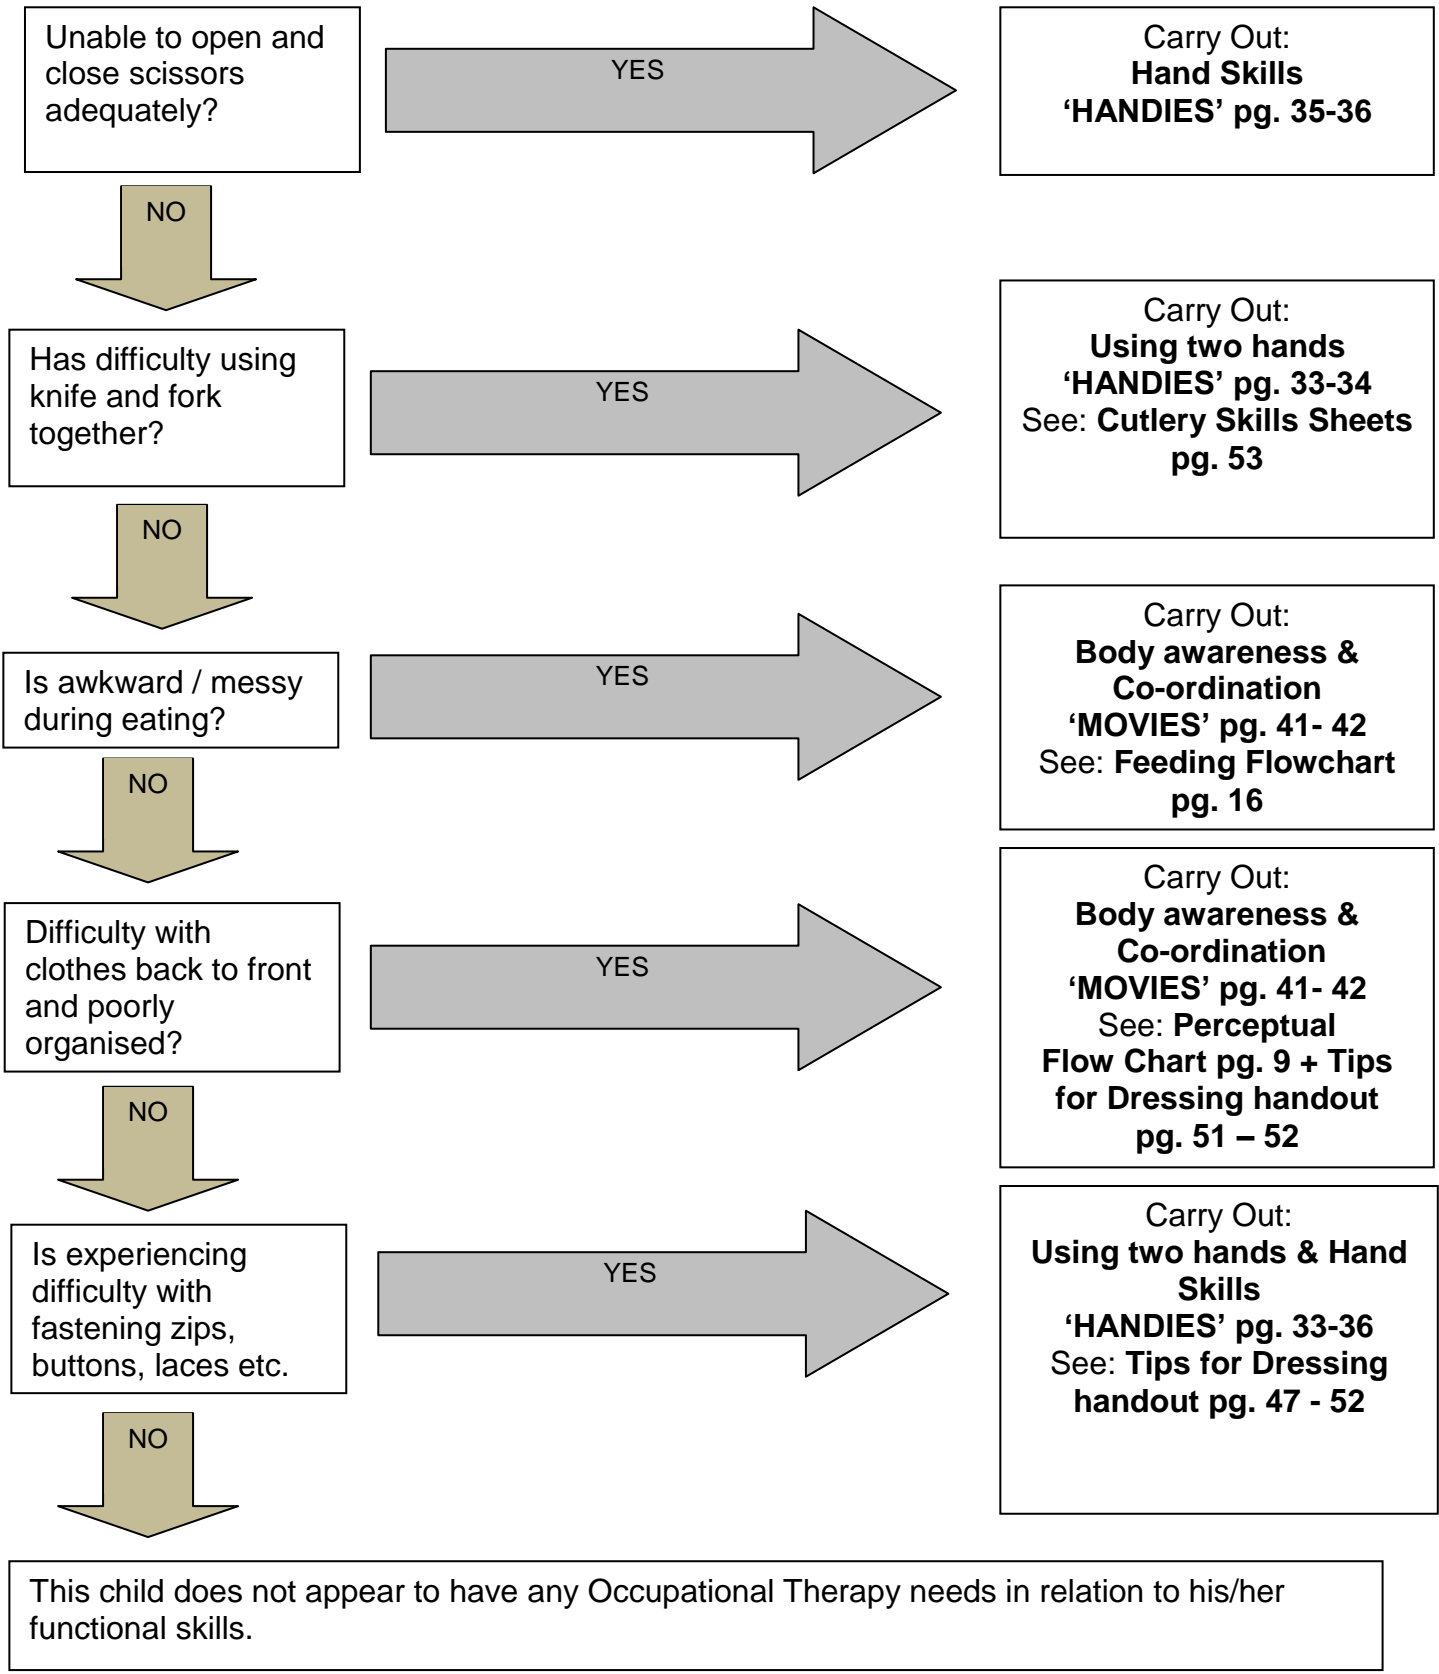 Unable to open and
close scissors
adequately?
YES
Carry Out:
Hand Skills
‘HANDIES’ pg. 35-36
NO
Has difficulty using
knife and fork
together?
YES
Carry Out:
Using two hands
‘HANDIES’ pg. 33-34
See: Cutlery Skills Sheets
pg. 53
NO
Is awkward / messy
during eating?
YES
Carry Out:
Body awareness &
Co-ordination
‘MOVIES’ pg. 41- 42
See: Feeding Flowchart
pg. 16
NO
Difficulty with
clothes back to front
and poorly
organised?
YES
Carry Out:
Body awareness &
Co-ordination
‘MOVIES’ pg. 41- 42
See: Perceptual
Flow Chart pg. 9 + Tips
for Dressing handout
pg. 51 – 52
NO
Is experiencing
difficulty with
fastening zips,
buttons, laces etc.
YES
Carry Out:
Using two hands & Hand
Skills
‘HANDIES’ pg. 33-36
See: Tips for Dressing
handout pg. 47 - 52
NO
This child does not appear to have any Occupational Therapy needs in relation to his/her
functional skills.